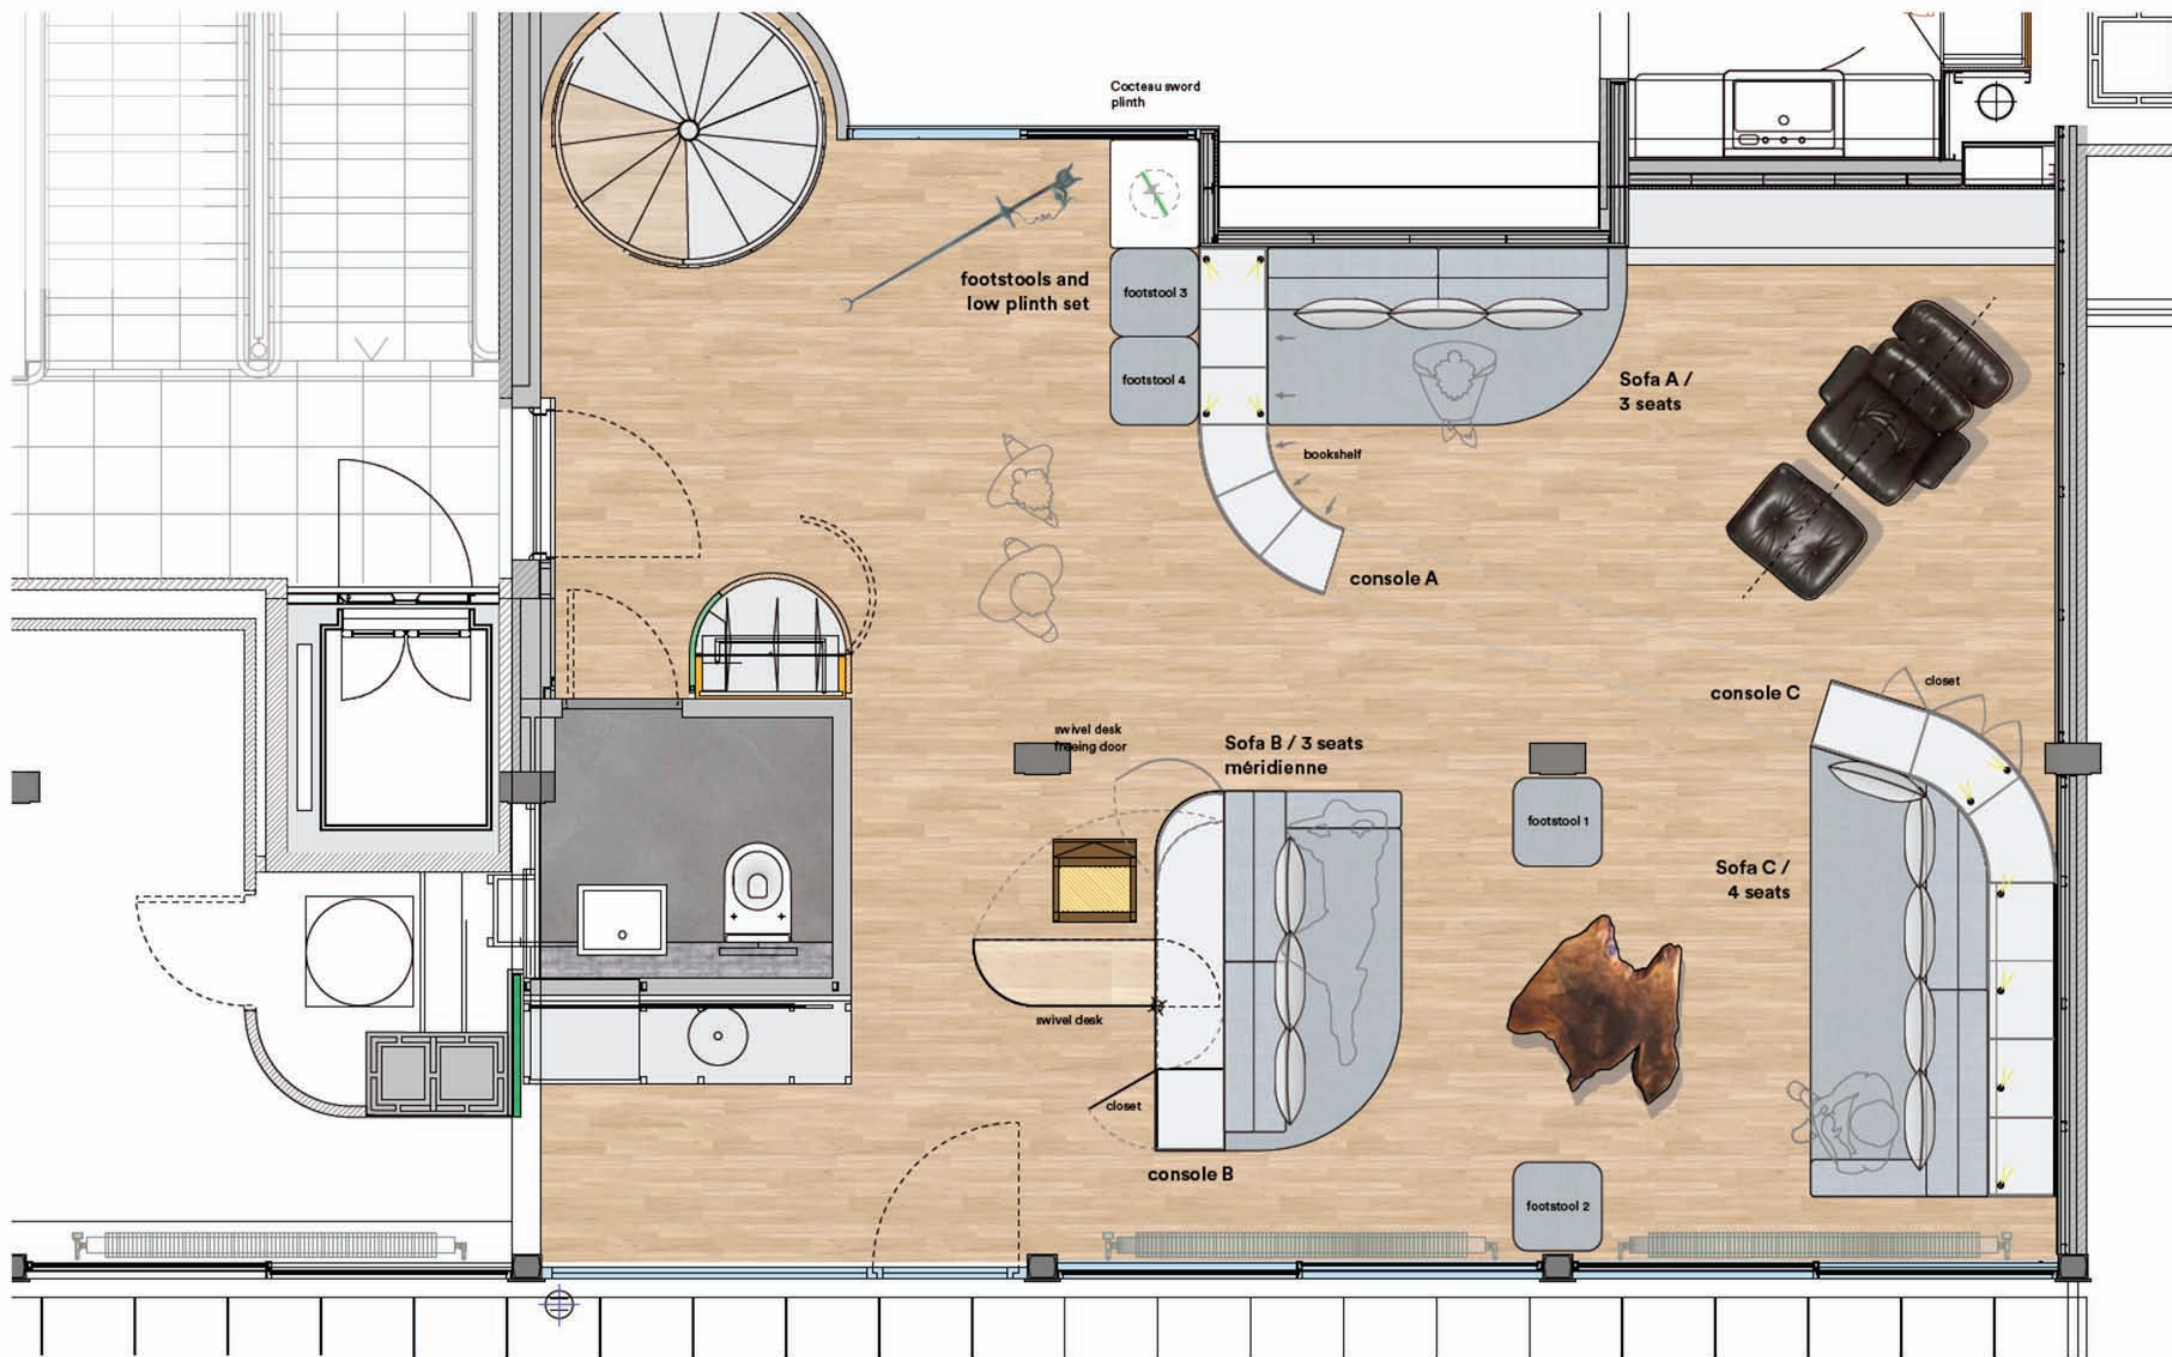 Cocteau sword
plinth
footstools and
low plinth set
footstool 3
footstool 4
Sofa A /
3 seats
bookshelf
console A
console C
closet
swivel desk
freeing door
Sofa B / 3 seats
méridienne
footstool 1
Sofa C /
4 seats
swivel desk
closet
console B
footstool 2